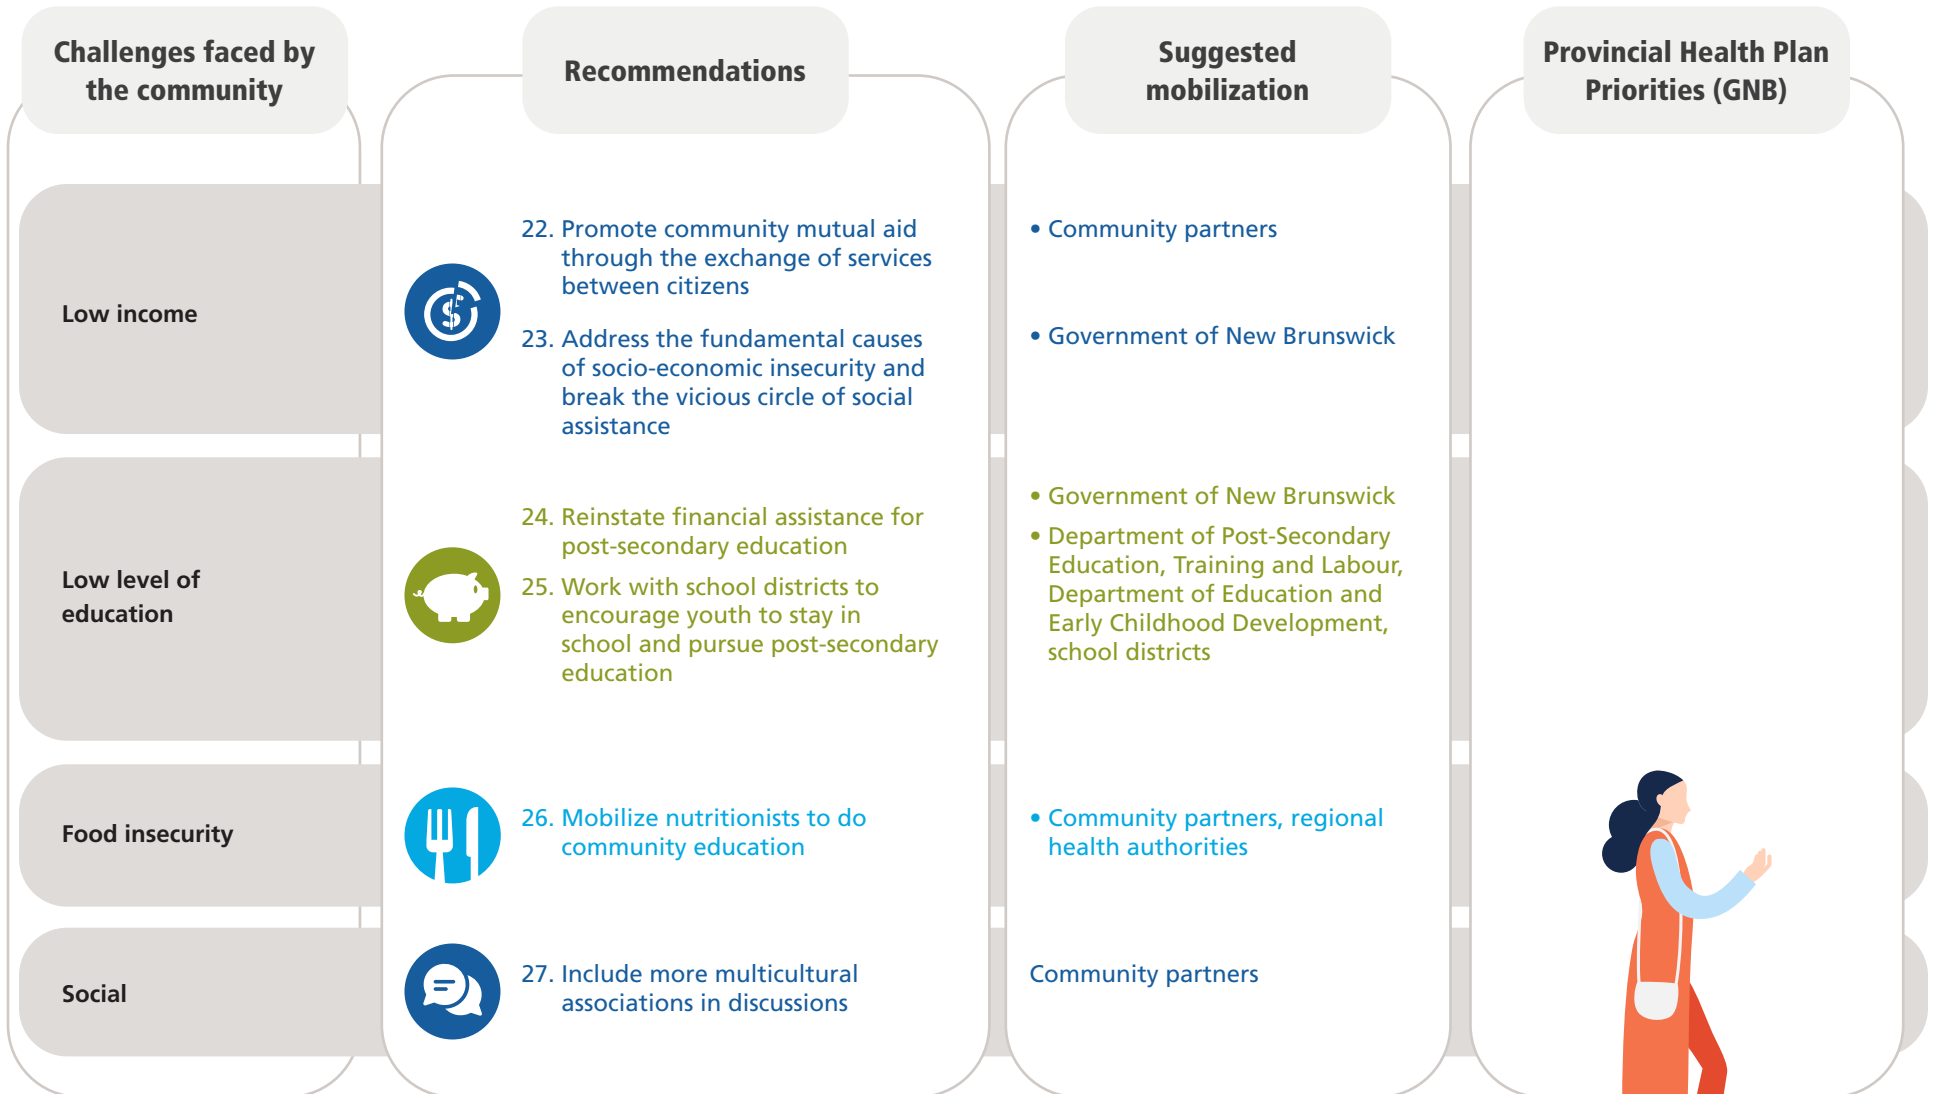 Challenges faced by
the community
Recommendations
Suggested
mobilization
Provincial Health Plan
Priorities (GNB)
Low income
22. Promote community mutual aid
through the exchange of services
between citizens
• Community partners
23. Address the fundamental causes
of socio-economic insecurity and
break the vicious circle of social
assistance
• Government of New Brunswick
Low level of
education
24. Reinstate financial assistance for
post-secondary education
25. Work with school districts to
encourage youth to stay in
school and pursue post-secondary
education
• Government of New Brunswick
• Department of Post-Secondary
Education, Training and Labour,
Department of Education and
Early Childhood Development,
school districts
Food insecurity
26. Mobilize nutritionists to do
community education
• Community partners, regional
health authorities
Social
27. Include more multicultural
associations in discussions
Community partners